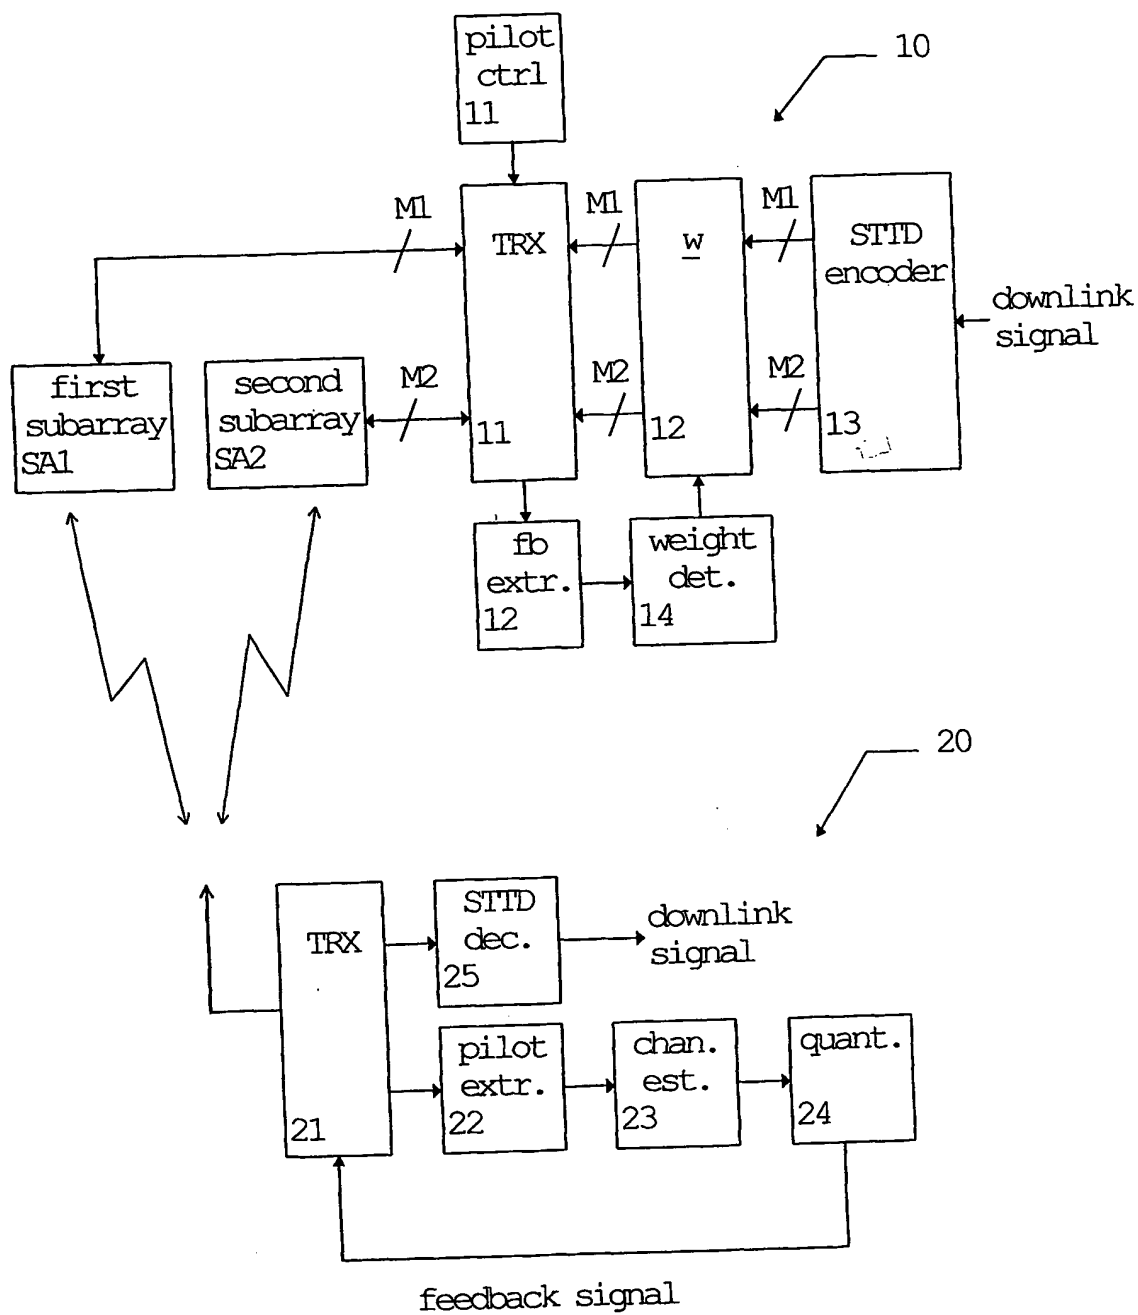 10
pilot
ctrl
11
M1
M1
M1
TRX
w
STTD
encoder
downlink
signal
first
subarray
SA1
second
subarray
SA2
M2
M2
M2
11
12
13
fb
extr.
12
weight
det.
14
20
TRX
21
STTD
dec.
25
downlink
signal
pilot
extr.
22
chan.
est.
23
quant.
24
feedback signal